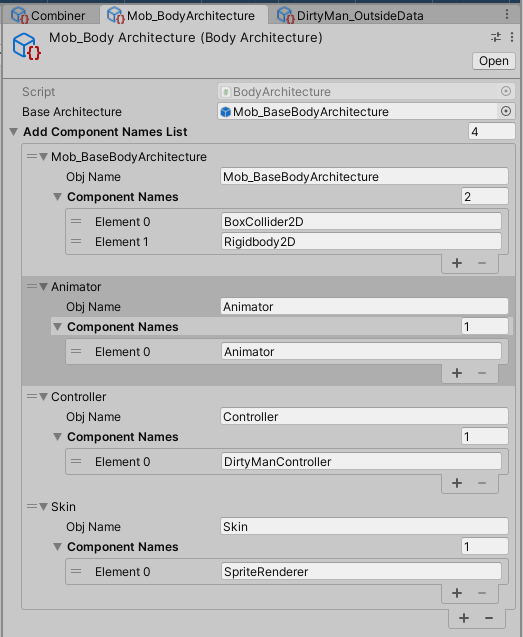 Combiner Mob_BodyArchitecture DirtyMan_OutsideData
Mob_Body Architecture (Body Architecture)
Open
Script BodyArchitecture
Base Architecture Mob_BaseBodyArchitecture
Add Component Names List 4
Mob_BaseBodyArchitecture
Obj Name Mob_BaseBodyArchitecture
Component Names 2
Element 0 BoxCollider2D
Element 1 Rigidbody2D
Animator
Obj Name Animator
Component Names 1
Element 0 Animator
Controller
Obj Name Controller
Component Names 1
Element 0 DirtyManController
Skin
Obj Name Skin
Component Names 1
Element 0 SpriteRenderer